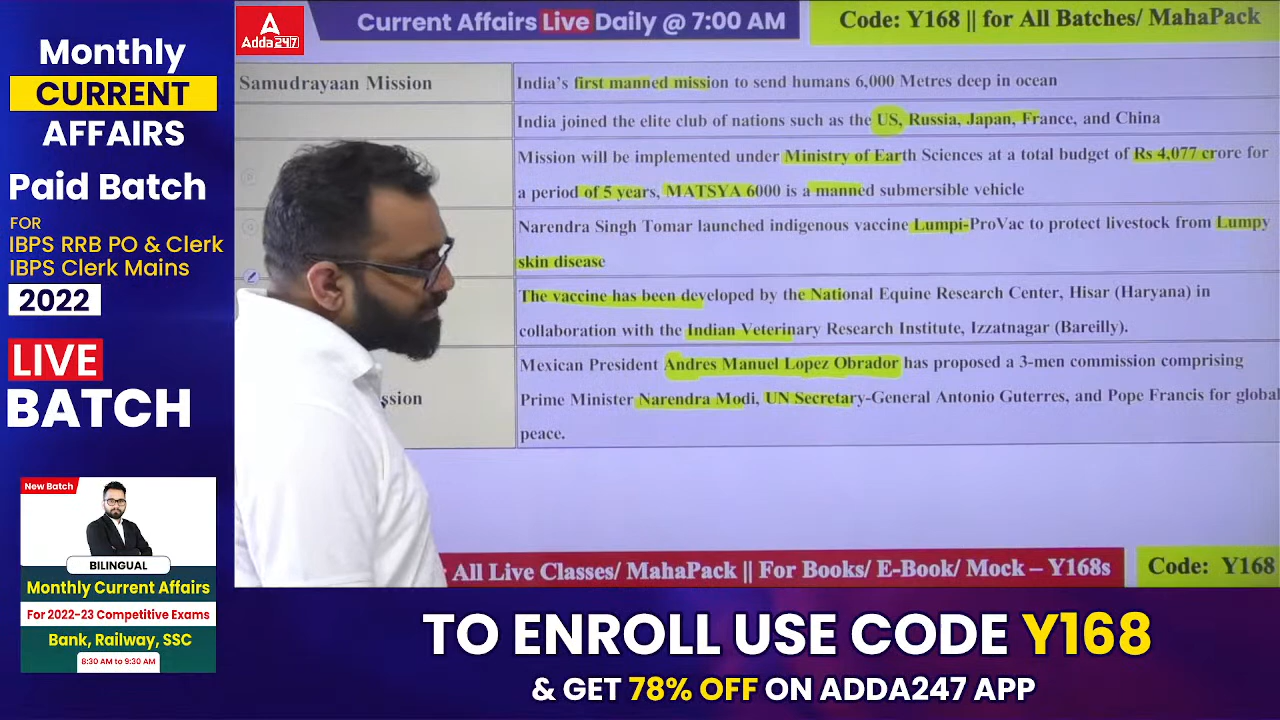 Monthly
CURRENT
AFFAIRS
Paid Batch
FOR
IBPS RRB PO & Clerk
IBPS Clerk Mains
2022
LIVE
BATCH
New Batch
BILINGUAL
Monthly Current Affairs
For 2022-23 Competitive Exams
Bank, Railway, SSC
8:30 AM to 9:30 AM
Adda247
Current Affairs Live Daily @ 7:00 AM
Code: Y168 || for All Batches/ MahaPack
Samudrayaan Mission
India's first manned mission to send humans 6,000 Metres deep in ocean
India joined the elite club of nations such as the US, Russia, Japan, France, and China
Mission will be implemented under Ministry of Earth Sciences at a total budget of Rs 4,077 crore for
a period of 5 years, MATSYA 6000 is a manned submersible vehicle
Narendra Singh Tomar launched indigenous vaccine Lumpi-ProVac to protect livestock from Lumpy
skin disease
The vaccine has been developed by the National Equine Research Center, Hisar (Haryana) in
collaboration with the Indian Veterinary Research Institute, Izzatnagar (Bareilly).
Mexican President Andres Manuel Lopez Obrador has proposed a 3-men commission comprising
ssion
Prime Minister Narendra Modi, UN Secretary-General Antonio Guterres, and Pope Francis for global
peace.
All Live Classes/ MahaPack || For Books/ E-Book/ Mock – Y168s
Code: Y168
TO ENROLL USE CODE Y168
& GET 78% OFF ON ADDA247 APP